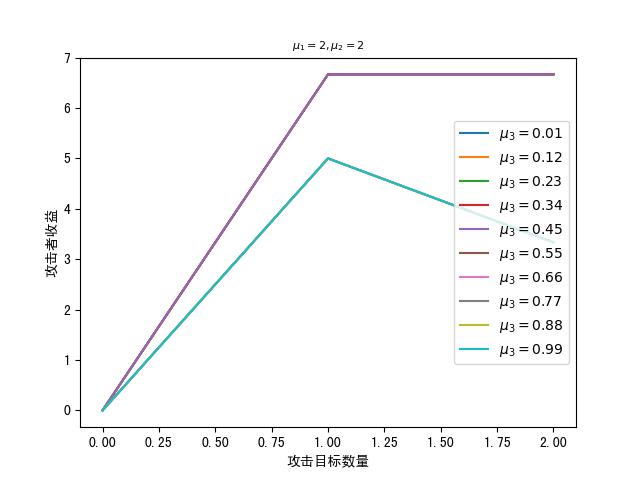 μ₁ = 2, μ₂ = 2
攻击者收益
7
6
5
4
3
2
1
0
μ₃ = 0.01
μ₃ = 0.12
μ₃ = 0.23
μ₃ = 0.34
μ₃ = 0.45
μ₃ = 0.55
μ₃ = 0.66
μ₃ = 0.77
μ₃ = 0.88
μ₃ = 0.99
0.00 0.25 0.50 0.75 1.00 1.25 1.50 1.75 2.00
攻击目标数量